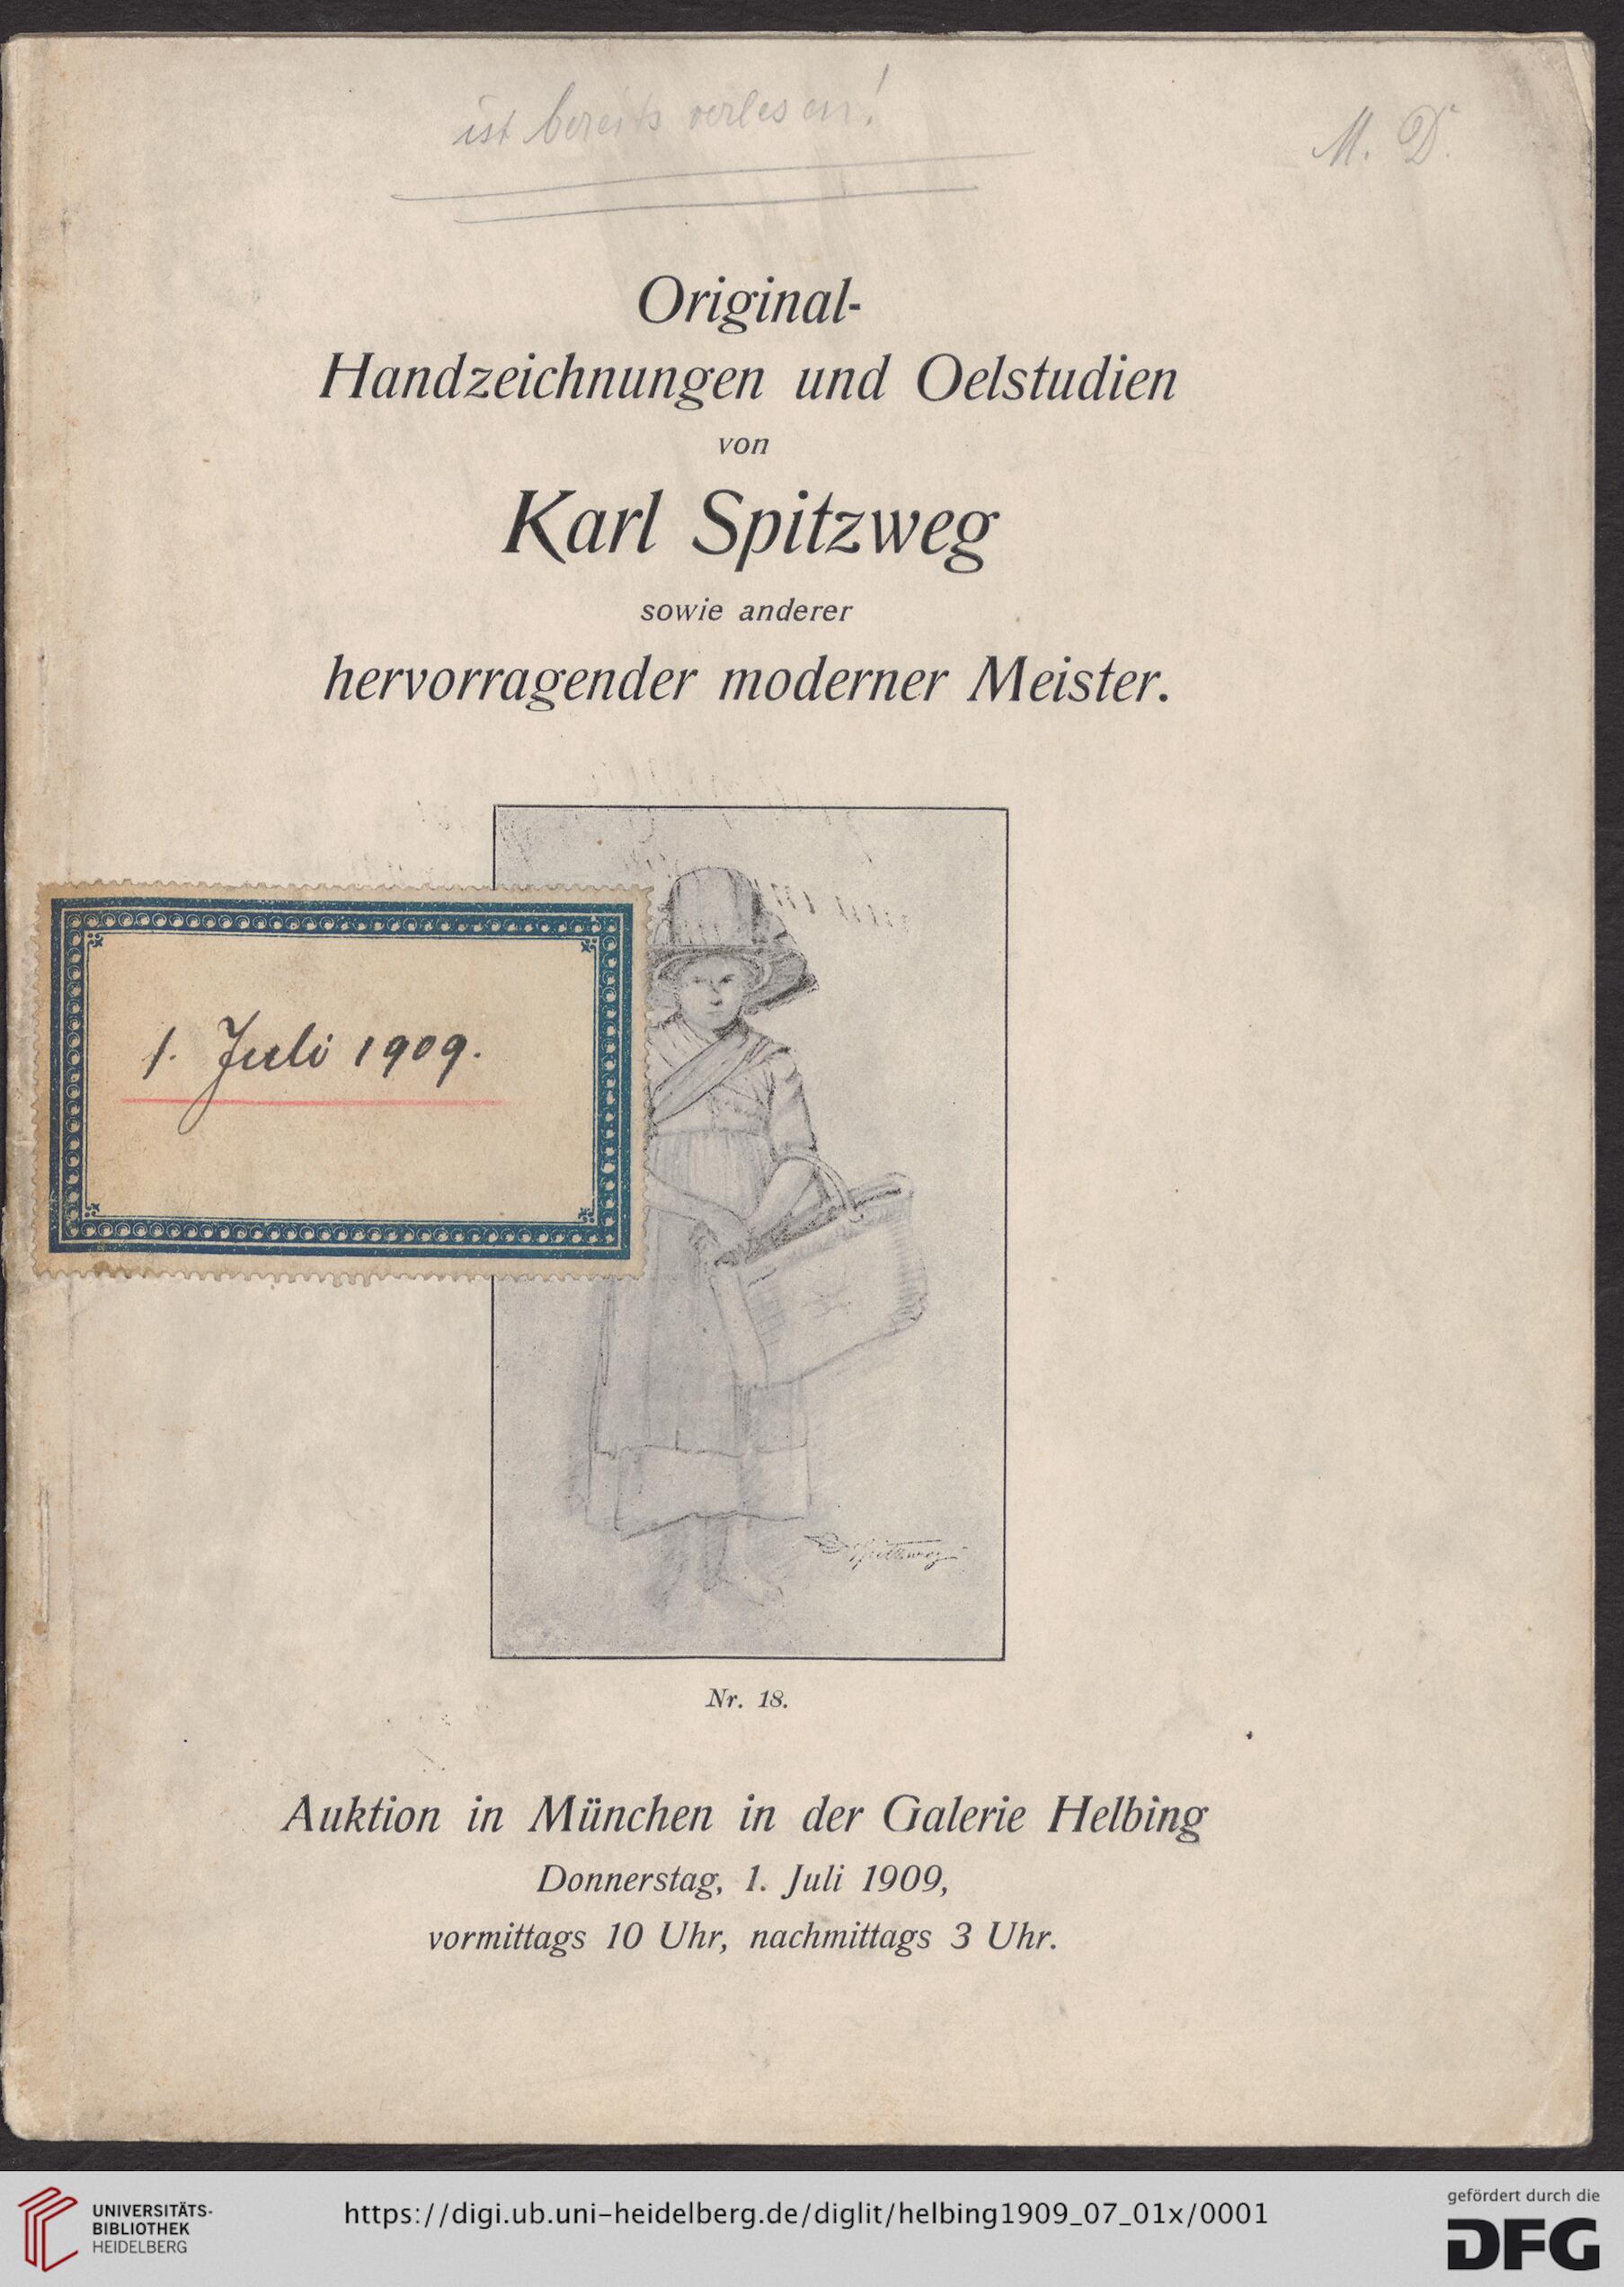 ist bereits verlesen!
M. D.
Original-
Handzeichnungen und Oelstudien
von
Karl Spitzweg
sowie anderer
hervorragender moderner Meister.
1. Juli 1909.
Spitzweg
Nr. 18.
Auktion in München in der Galerie Helbing
Donnerstag, 1. Juli 1909,
vormittags 10 Uhr, nachmittags 3 Uhr.
UNIVERSITÄTS-
BIBLIOTHEK
HEIDELBERG
https://digi.ub.uni-heidelberg.de/diglit/helbing1909_07_01x/0001
gefördert durch die
DFG